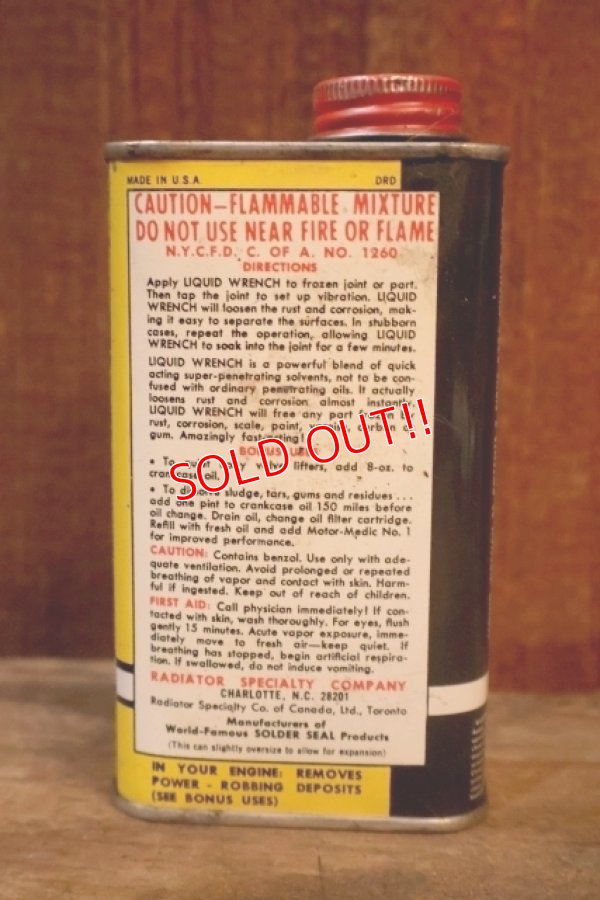 MADE IN U.S.A. DRD
CAUTION—FLAMMABLE MIXTURE
DO NOT USE NEAR FIRE OR FLAME
N.Y.C.F.D. C. OF A. NO. 1260
DIRECTIONS
Apply LIQUID WRENCH to frozen joint or part.
Then tap the joint to set up vibration. LIQUID
WRENCH will loosen the rust and corrosion, mak-
ing it easy to separate the surfaces. In stubborn
cases, repeat the operation, allowing LIQUID
WRENCH to soak into the joint for a few minutes.
LIQUID WRENCH is a powerful blend of quick
acting super-penetrating solvents, not to be con-
fused with ordinary penetrating oils. It actually
loosens rust and corrosion almost instantly.
LIQUID WRENCH will free any part frozen by
rust, corrosion, scale, paint, carbon
gum. Amazingly fast
BONUS USES
• To valve lifters, add 8-oz. to
crankcase oil.
• To sludge, tars, gums and residues ...
add one pint to crankcase oil 150 miles before
oil change. Drain oil, change oil filter cartridge.
Refill with fresh oil and add Motor-Medic No. 1
for improved performance.
CAUTION: Contains benzol. Use only with ade-
quate ventilation. Avoid prolonged or repeated
breathing of vapor and contact with skin. Harm-
ful if ingested. Keep out of reach of children.
FIRST AID: Call physician immediately! If con-
tacted with skin, wash thoroughly. For eyes, flush
gently 15 minutes. Acute vapor exposure, imme-
diately move to fresh air—keep quiet. If
breathing has stopped, begin artificial respira-
tion. If swallowed, do not induce vomiting.
RADIATOR SPECIALTY COMPANY
CHARLOTTE, N.C. 28201
Radiator Specialty Co. of Canada, Ltd., Toronto
Manufacturers of
World-Famous SOLDER SEAL Products
(This can slightly oversize to allow for expansion)
IN YOUR ENGINE: REMOVES
POWER - ROBBING DEPOSITS
(SEE BONUS USES)
SOLD OUT!!